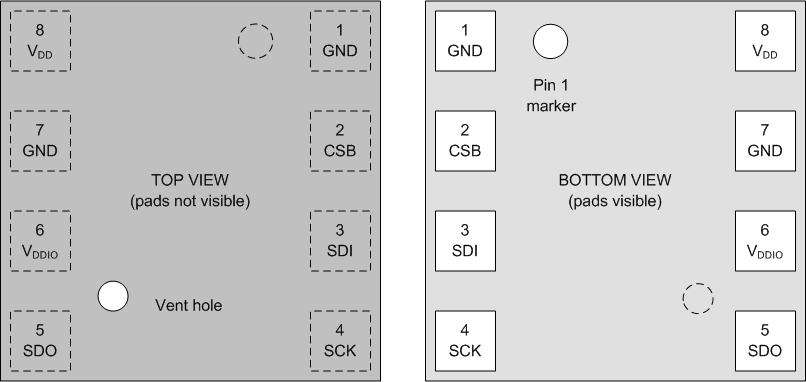 8
VDD
1
GND
7
GND
2
CSB
TOP VIEW
(pads not visible)
6
VDDIO
3
SDI
Vent hole
5
SDO
4
SCK
1
GND
Pin 1
marker
8
VDD
2
CSB
7
GND
BOTTOM VIEW
(pads visible)
3
SDI
6
VDDIO
4
SCK
5
SDO